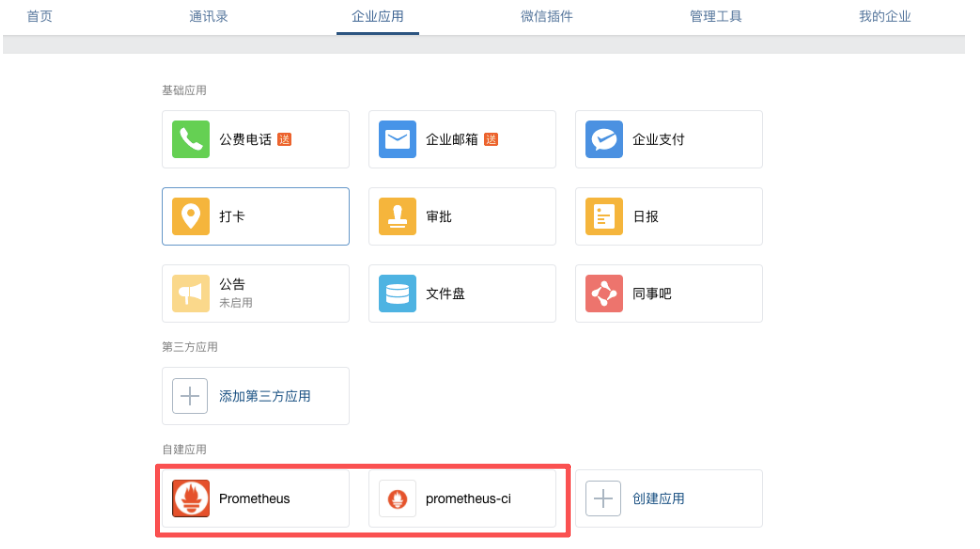 首页 通讯录 企业应用 微信插件 管理工具 我的企业
基础应用
公费电话 送 企业邮箱 送 企业支付
打卡 审批 日报
公告 文件盘 同事吧
未启用
第三方应用
添加第三方应用
自建应用
Prometheus prometheus-ci 创建应用